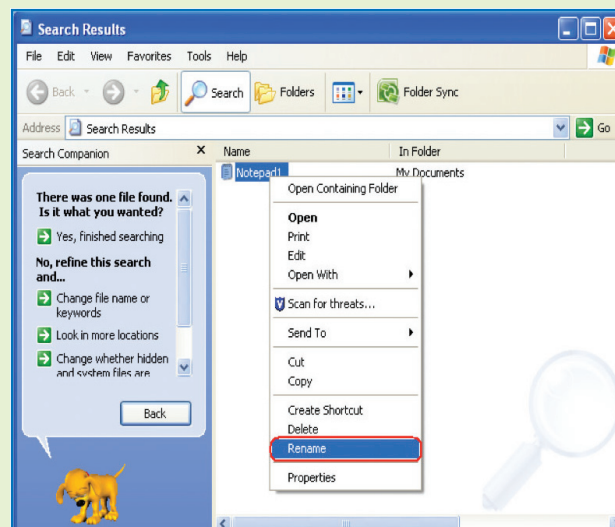 Search Results
File Edit View Favorites Tools Help
Back Search Folders Folder Sync
Address Search Results Go
Search Companion
Name In Folder
Notepad1 My Documents
There was one file found.
Is it what you wanted?
Yes, finished searching
No, refine this search
and...
Change file name or
keywords
Look in more locations
Change whether hidden
and system files are
Back
Open Containing Folder
Open
Print
Edit
Open With
Scan for threats...
Send To
Cut
Copy
Create Shortcut
Delete
Rename
Properties